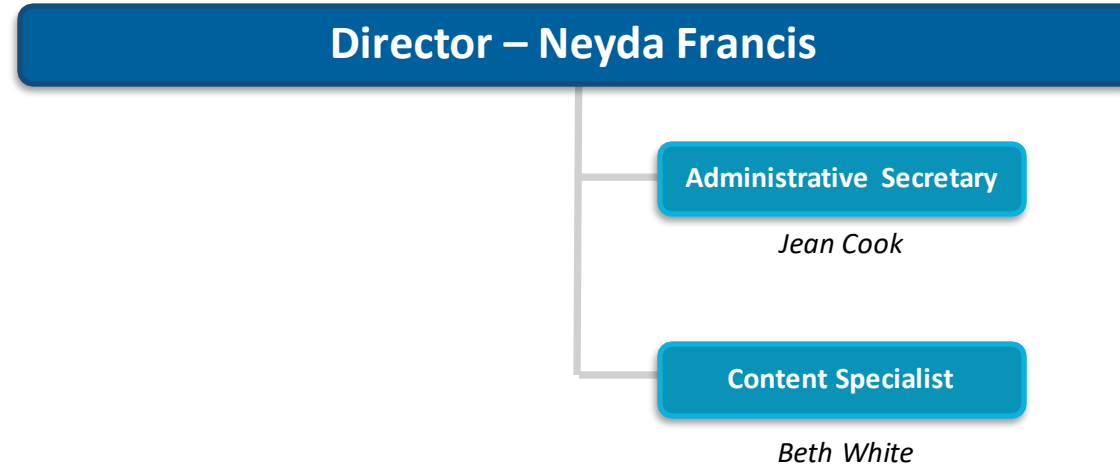 Director – Neyda Francis
Administrative Secretary
Jean Cook
Content Specialist
Beth White